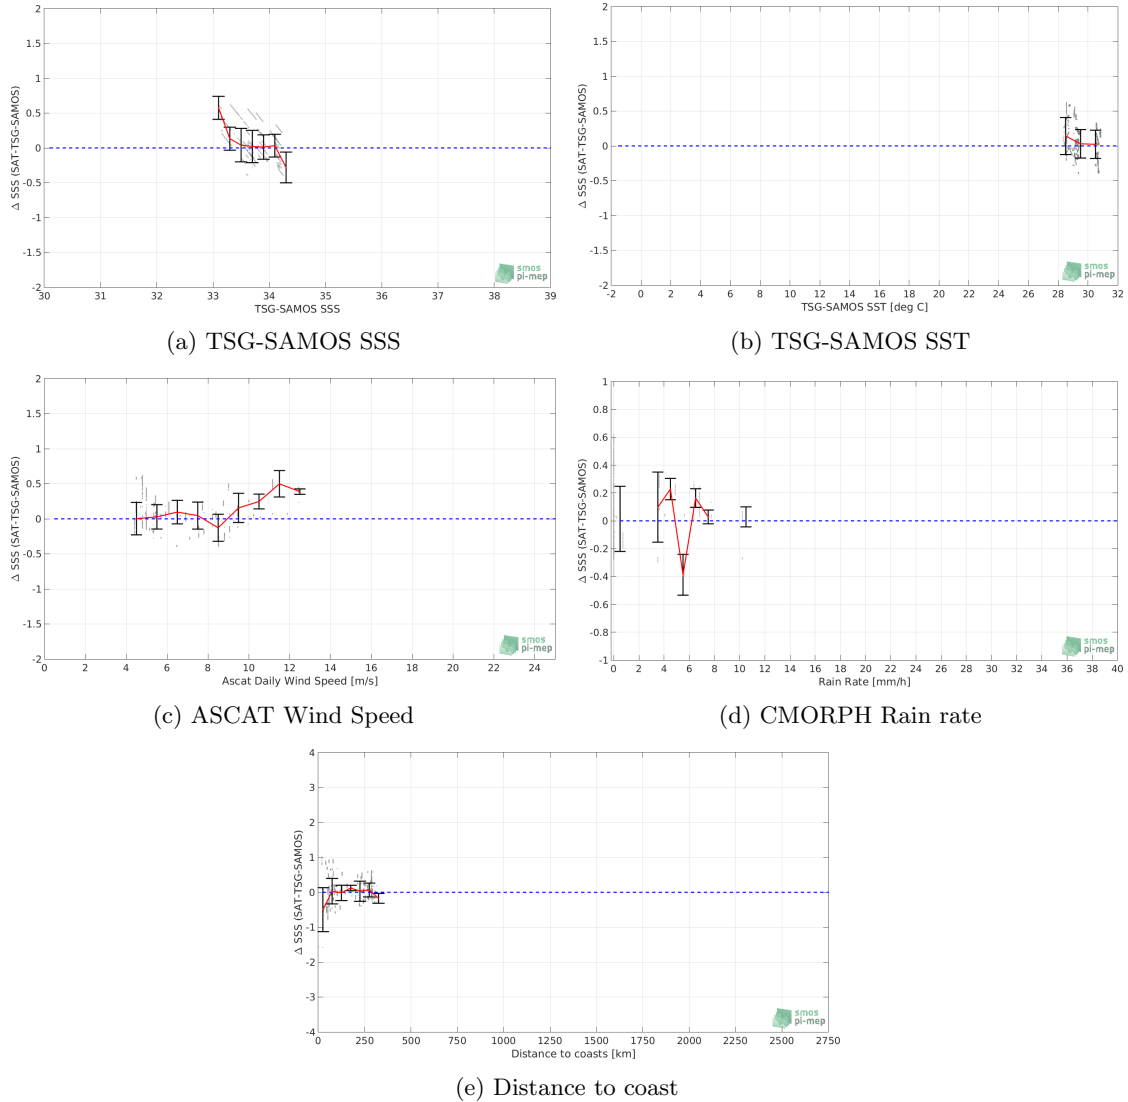 2
1.5
1
0.5
0
-0.5
-1
-1.5
-2
Δ SSS (SAT-TSG-SAMOS)
30 31 32 33 34 35 36 37 38 39
TSG-SAMOS SSS
smos
pi-mep
(a) TSG-SAMOS SSS
2
1.5
1
0.5
0
-0.5
-1
-1.5
-2
Δ SSS (SAT-TSG-SAMOS)
-2 0 2 4 6 8 10 12 14 16 18 20 22 24 26 28 30 32
TSG-SAMOS SST [deg C]
smos
pi-mep
(b) TSG-SAMOS SST
2
1.5
1
0.5
0
-0.5
-1
-1.5
-2
Δ SSS (SAT-TSG-SAMOS)
0 2 4 6 8 10 12 14 16 18 20 22 24
Ascat Daily Wind Speed [m/s]
smos
pi-mep
(c) ASCAT Wind Speed
1
0.8
0.6
0.4
0.2
0
-0.2
-0.4
-0.6
-0.8
-1
Δ SSS (SAT-TSG-SAMOS)
0 2 4 6 8 10 12 14 16 18 20 22 24 26 28 30 32 34 36 38 40
Rain Rate [mm/h]
smos
pi-mep
(d) CMORPH Rain rate
4
3
2
1
0
-1
-2
-3
-4
Δ SSS (SAT-TSG-SAMOS)
0 250 500 750 1000 1250 1500 1750 2000 2250 2500 2750
Distance to coasts [km]
smos
pi-mep
(e) Distance to coast